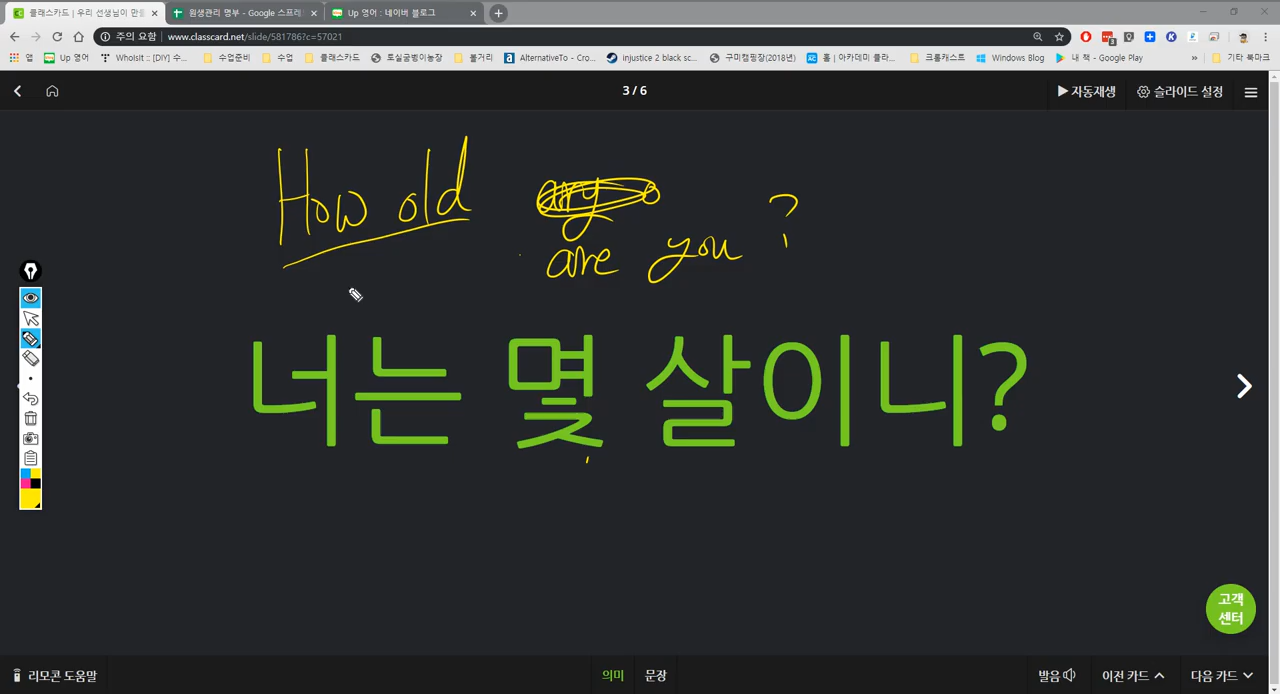 클래스카드 | 우리 선생님이 만들
원생관리 명부 - Google 스프레
Up 영어 : 네이버 블로그
주의 요함 | www.classcard.net/slide/581786?c=57021
앱 Up 영어 WhoisIt :: [DIY] 수... 수업준비 수업 클래스카드 토실굼벵이농장 볼거리 AlternativeTo - Cro... injustice 2 black sc... 구미캠핑장(2018년) 홈 | 아카데미 클라... 크롬캐스트 Windows Blog 내 책 - Google Play » 기타 북마크
3 / 6
자동재생
슬라이드 설정
How old
are you ?
너는 몇 살이니?
고객
센터
리모콘 도움말
의미
문장
발음
이전 카드
다음 카드